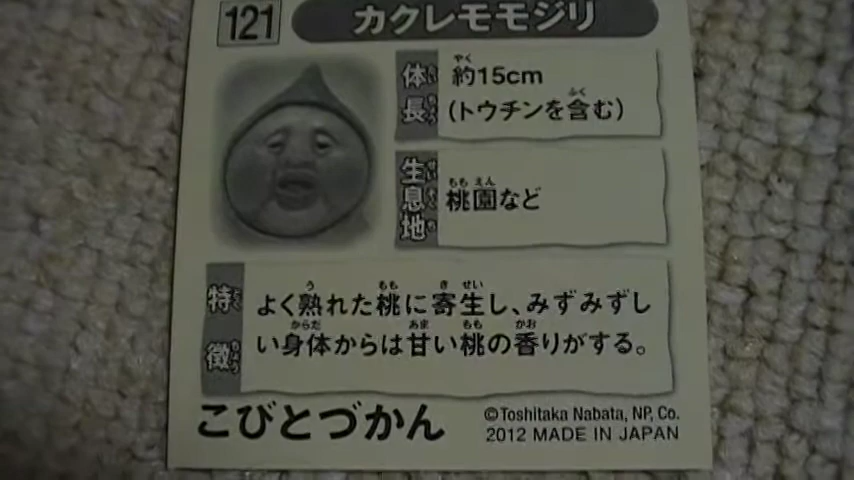 121
カクレモモジリ
体長
約15cm
(トウチンを含む)
生息地
桃園など
特徴
よく熟れた桃に寄生し、みずみずし
い身体からは甘い桃の香りがする。
こびとづかん
©Toshitaka Nabata, NP, Co.
2012 MADE IN JAPAN